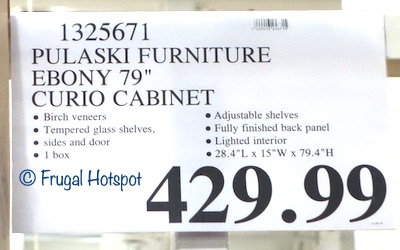 1325671
PULASKI FURNITURE
EBONY 79"
CURIO CABINET
• Birch veneers
• Tempered glass shelves,
• sides and door
• 1 box
• Adjustable shelves
• Fully finished back panel
• Lighted interior
• 28.4"L x 15"W x 79.4"H
© Frugal Hotspot
429.99